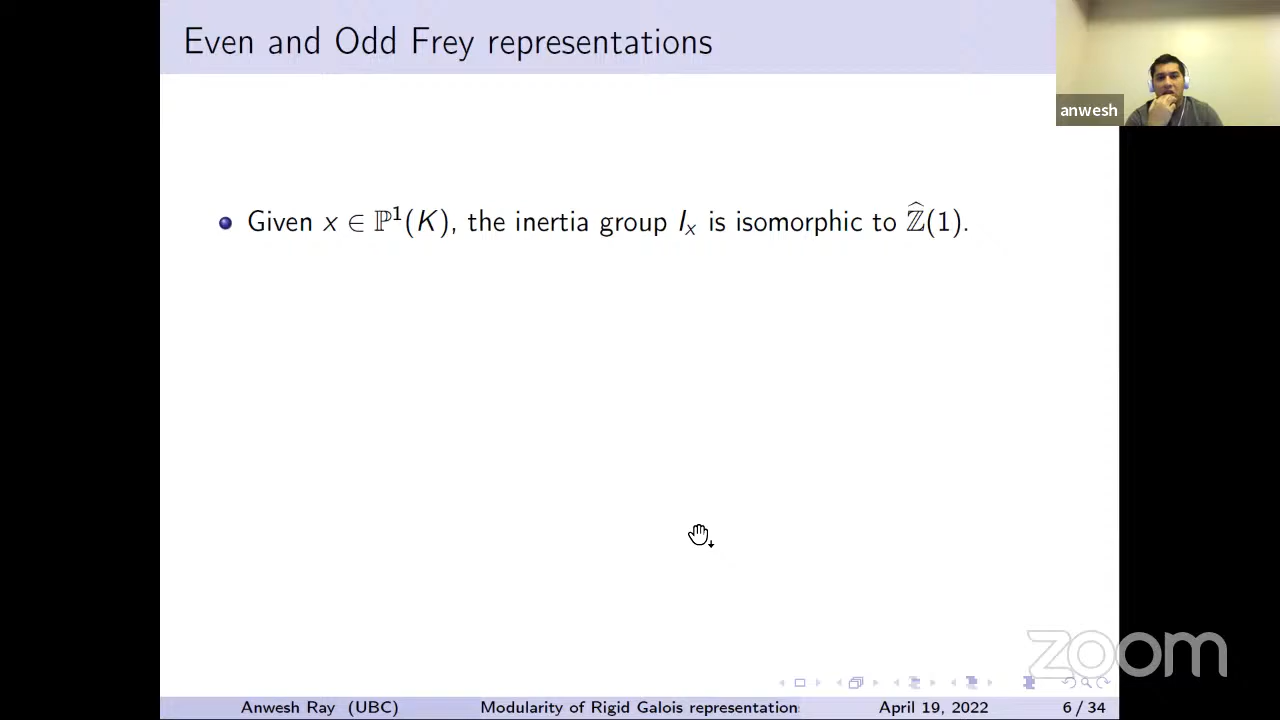 Even and Odd Frey representations
anwesh
Given x ∈ ℙ¹(K), the inertia group Iₓ is isomorphic to ℤ̂(1).
zoom
Anwesh Ray (UBC) Modularity of Rigid Galois representation April 19, 2022 6 / 34